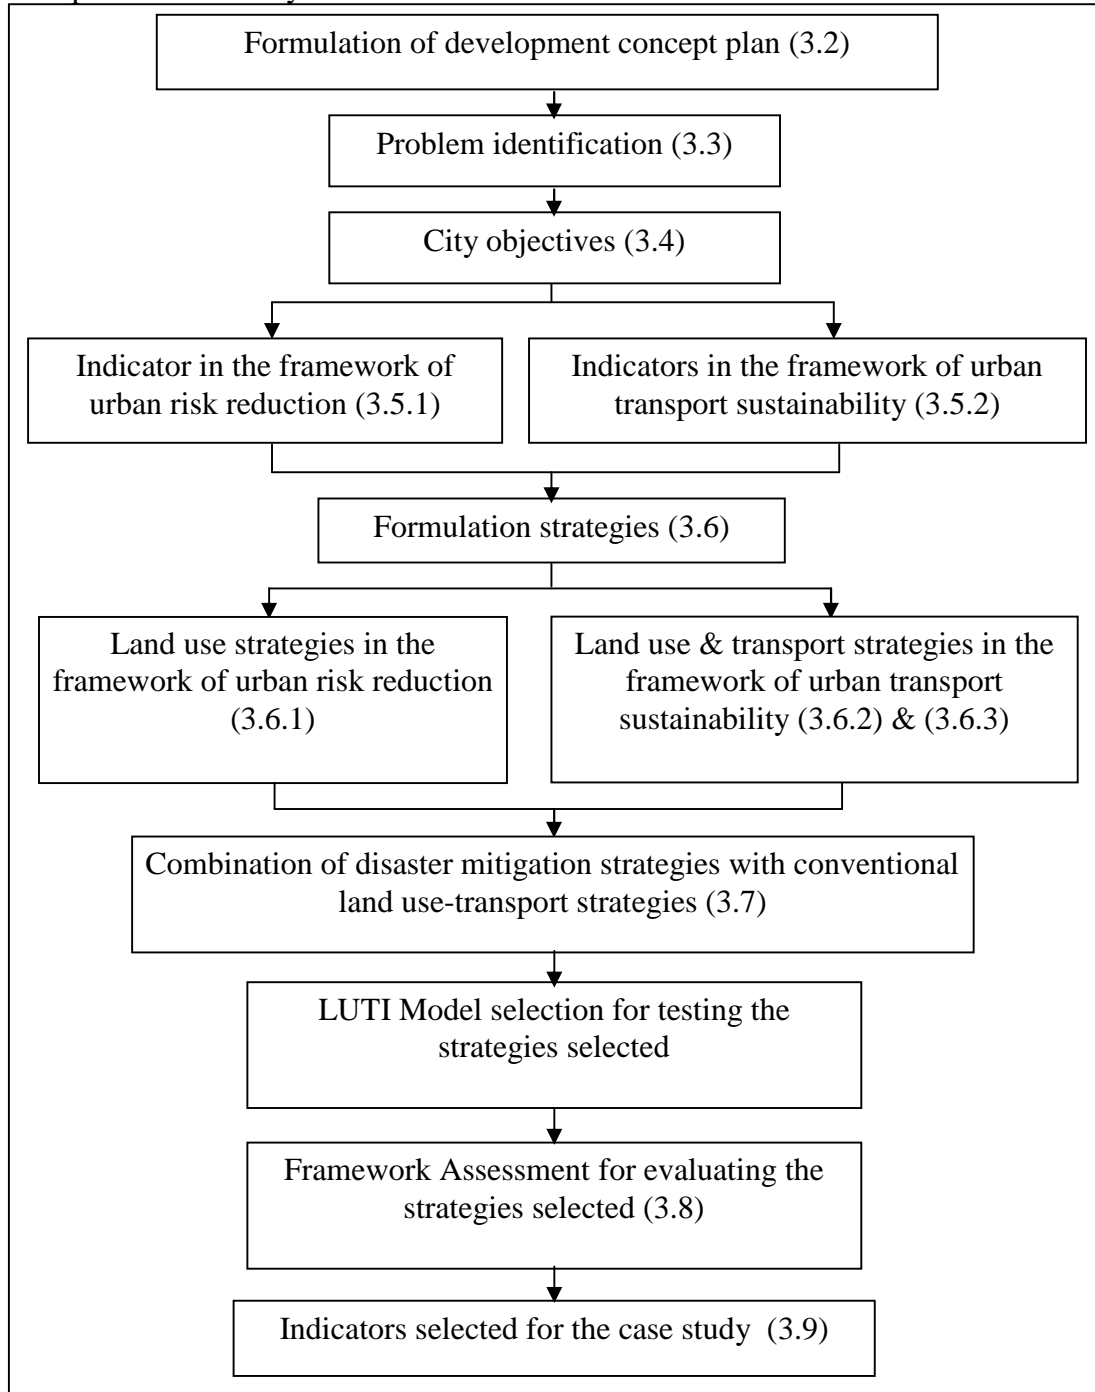 Formulation of development concept plan (3.2)
Problem identification (3.3)
City objectives (3.4)
Indicator in the framework of
urban risk reduction (3.5.1)
Indicators in the framework of urban
transport sustainability (3.5.2)
Formulation strategies (3.6)
Land use strategies in the
framework of urban risk reduction
(3.6.1)
Land use & transport strategies in the
framework of urban transport
sustainability (3.6.2) & (3.6.3)
Combination of disaster mitigation strategies with conventional
land use-transport strategies (3.7)
LUTI Model selection for testing the
strategies selected
Framework Assessment for evaluating the
strategies selected (3.8)
Indicators selected for the case study (3.9)